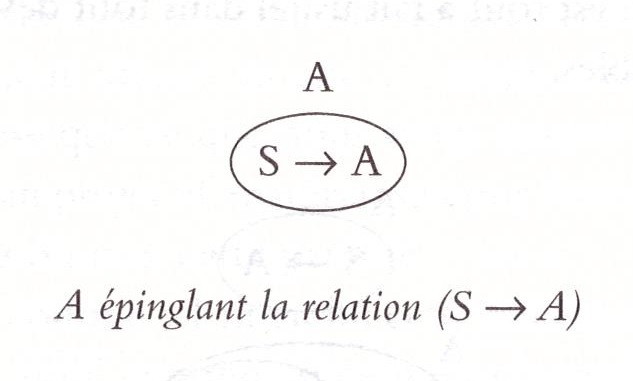 A
S → A
A épinglant la relation (S → A)